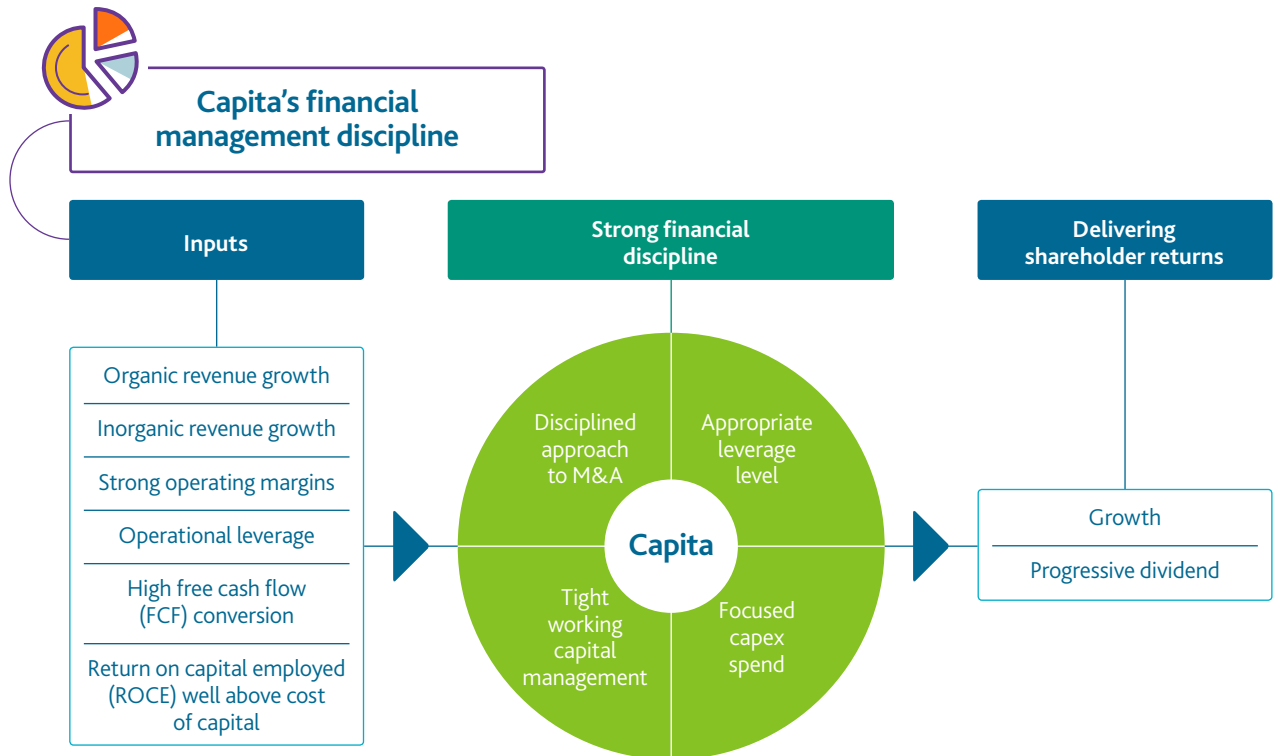 Capita’s financial
management discipline
Inputs
Organic revenue growth
Inorganic revenue growth
Strong operating margins
Operational leverage
High free cash flow
(FCF) conversion
Return on capital employed
(ROCE) well above cost
of capital
Strong financial
discipline
Disciplined
approach
to M&A
Appropriate
leverage
level
Capita
Tight
working
capital
management
Focused
capex
spend
Delivering
shareholder returns
Growth
Progressive dividend